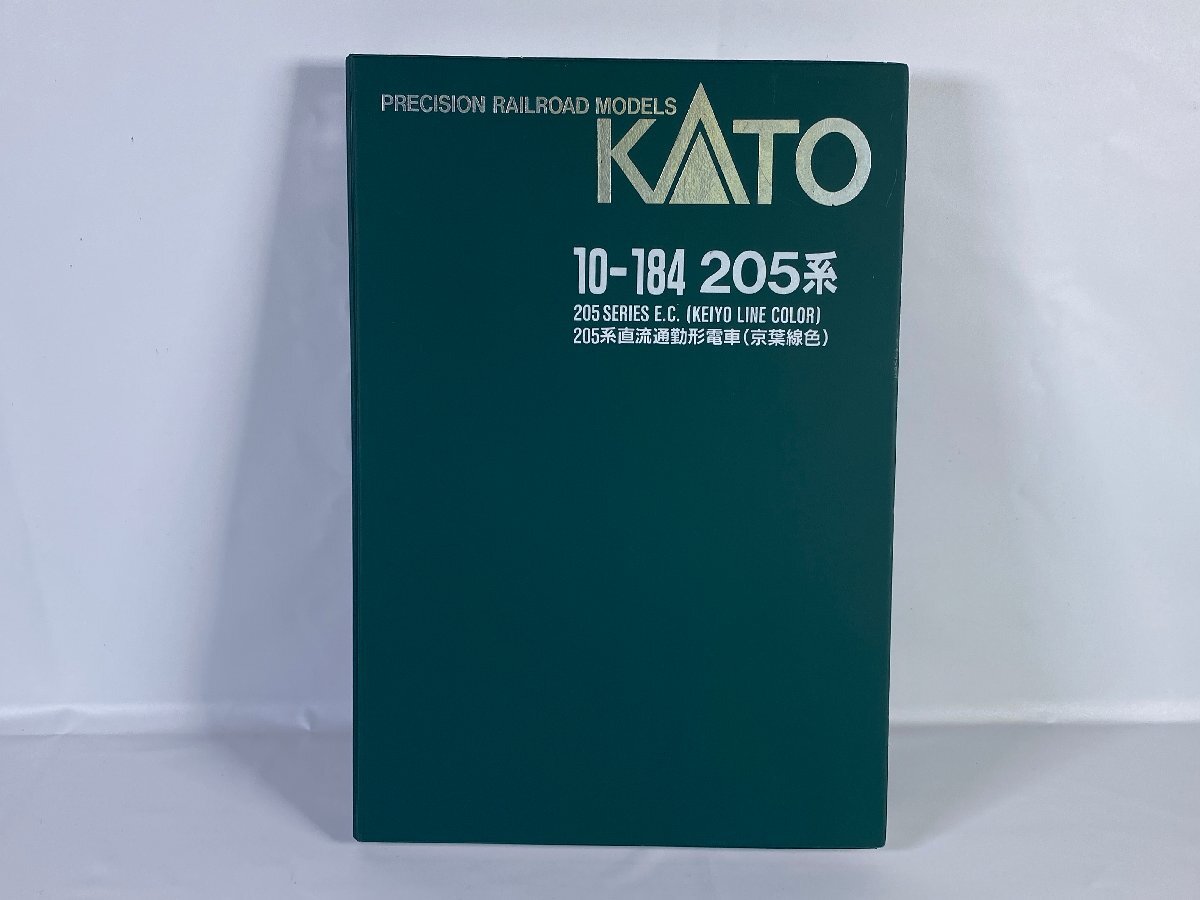 PRECISION RAILROAD MODELS
KATO
10-184 205系
205 SERIES E.C. (KEIYO LINE COLOR)
205系直流通勤形電車(京葉線色)